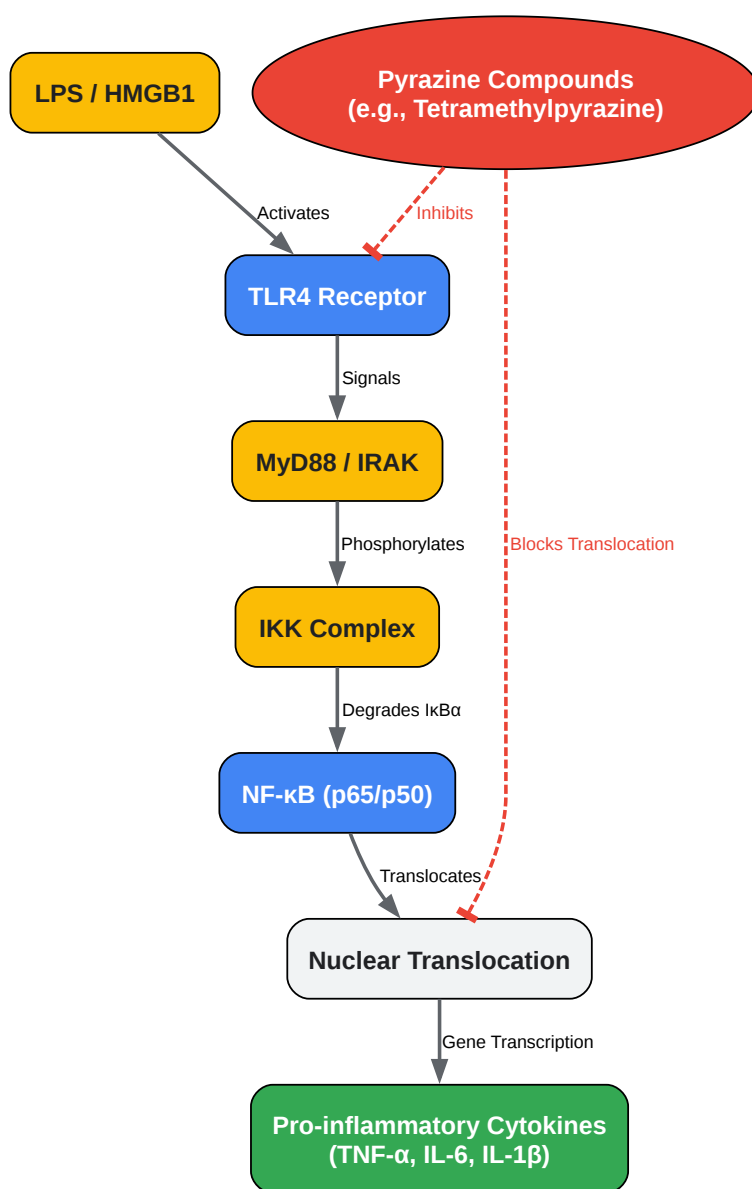 LPS / HMGB1
Pyrazine Compounds
(e.g., Tetramethylpyrazine)
Activates
Inhibits
TLR4 Receptor
Signals
MyD88 / IRAK
Phosphorylates
Blocks Translocation
IKK Complex
Degrades IκBα
NF-κB (p65/p50)
Translocates
Nuclear Translocation
Gene Transcription
Pro-inflammatory Cytokines
(TNF-α, IL-6, IL-1β)